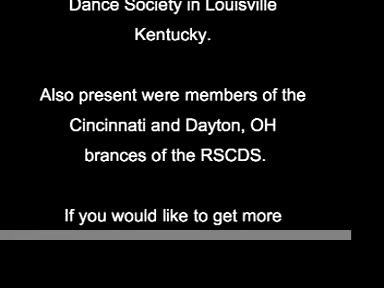 Dance Society in Louisville
Kentucky.
Also present were members of the
Cincinnati and Dayton, OH
brances of the RSCDS.
If you would like to get more